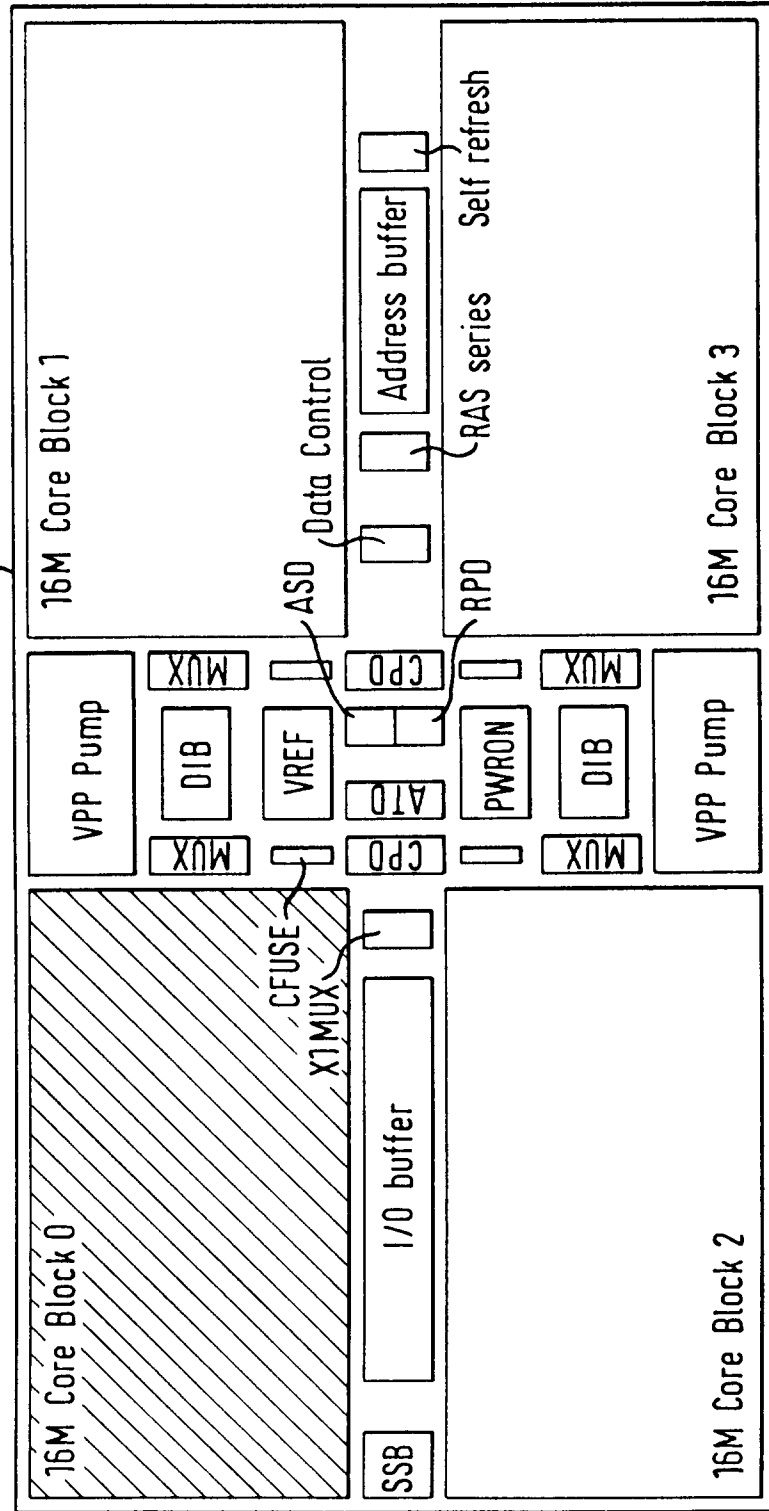 16M Core Block 0
16M Core Block 1
VPP Pump
MUX
DIB
MUX
CFUSE
VREF
X1MUX
ASD
Data Control
SSB
I/O buffer
CPD
ATD
CPD
Address buffer
RPD
RAS series
Self refresh
PWRON
MUX
DIB
MUX
VPP Pump
16M Core Block 2
16M Core Block 3